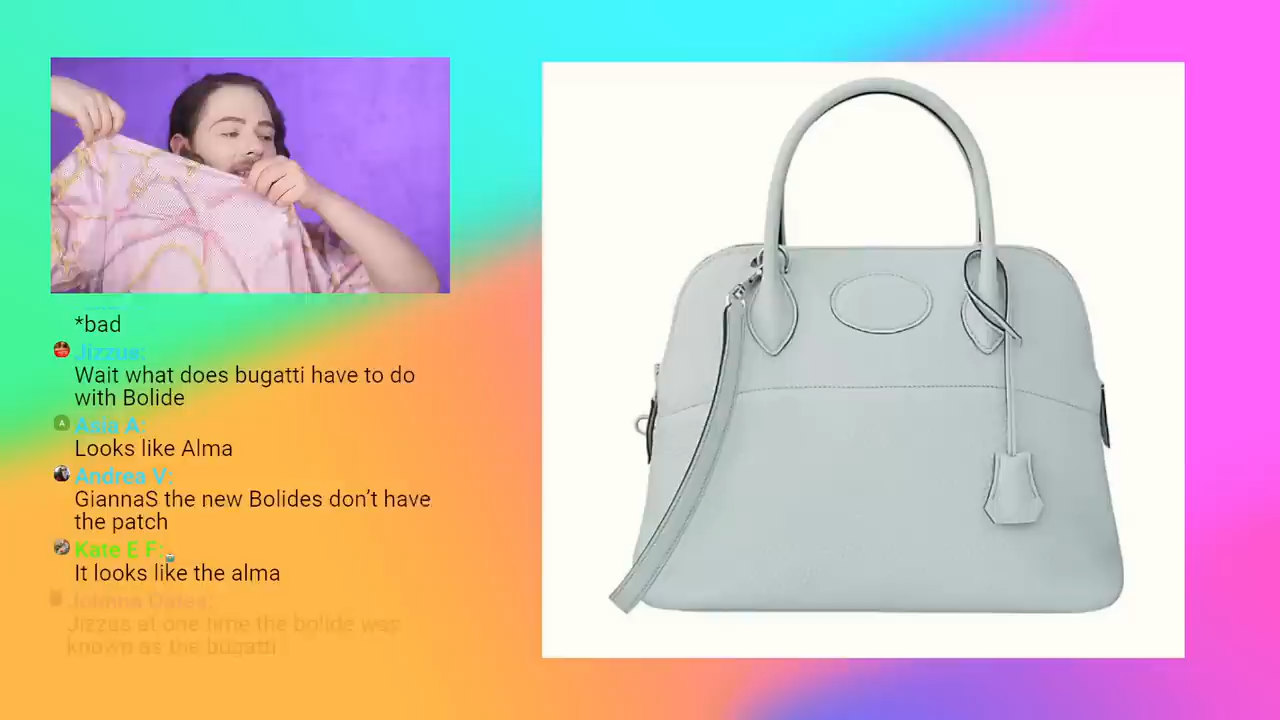 *bad
Jizzus:
Wait what does bugatti have to do
with Bolide
A
Asia A:
Looks like Alma
Andrea V:
GiannaS the new Bolides don’t have
the patch
Kate E F:
It looks like the alma
Jizzus at one time the bolide was
known as the bugatti